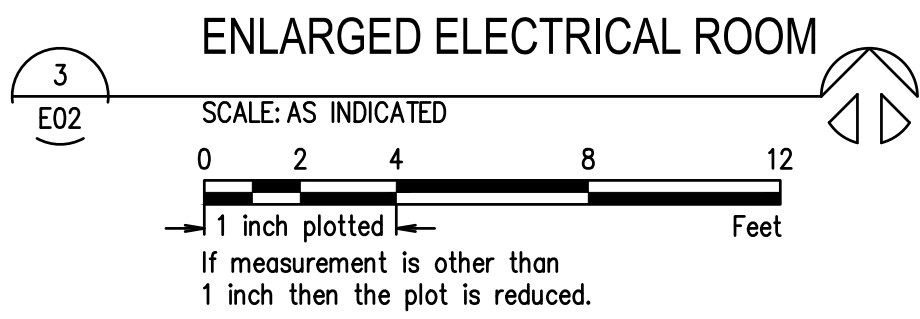 ENLARGED ELECTRICAL ROOM
3
E02
SCALE: AS INDICATED
0 2 4 8 12
1 inch plotted Feet
If measurement is other than
1 inch then the plot is reduced.